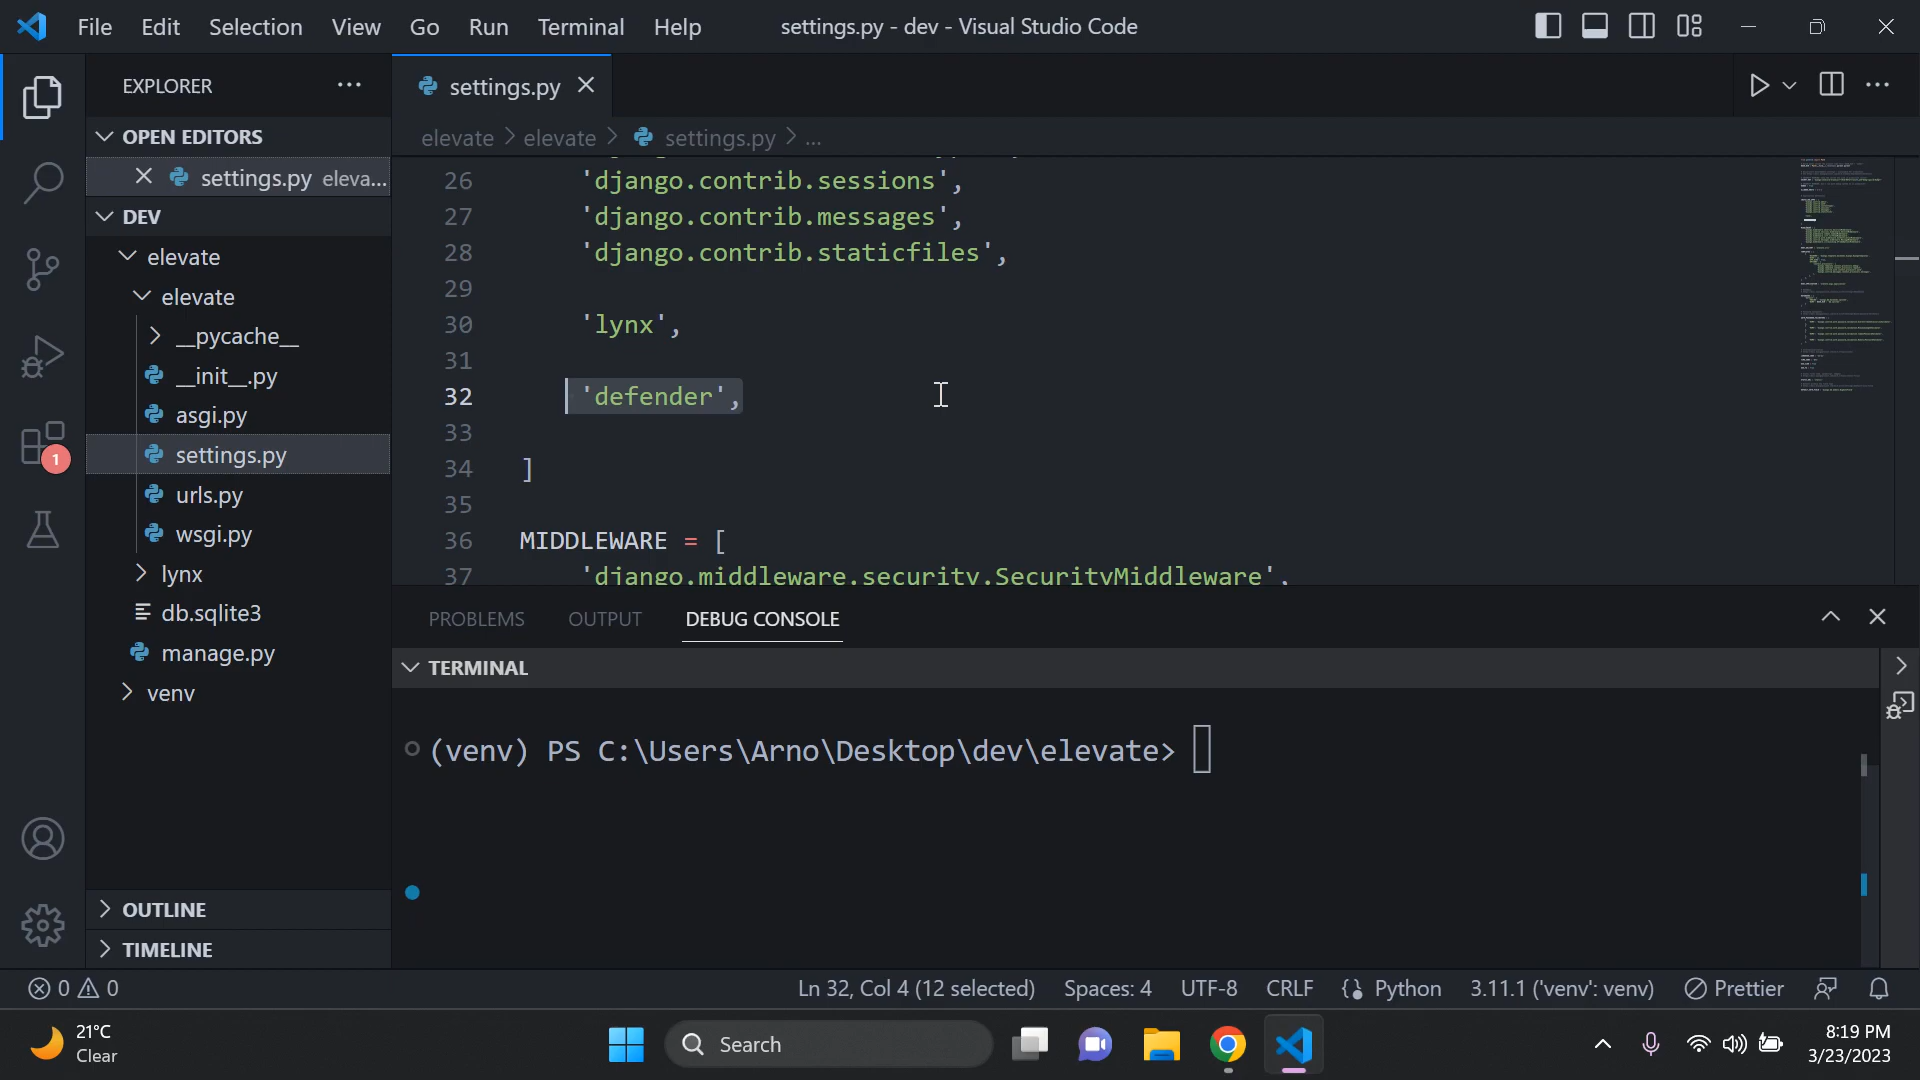 File Edit Selection View Go Run Terminal Help
settings.py - dev - Visual Studio Code
EXPLORER
OPEN EDITORS
settings.py eleva...
DEV
elevate
elevate
__pycache__
__init__.py
asgi.py
settings.py
urls.py
wsgi.py
lynx
db.sqlite3
manage.py
venv
OUTLINE
TIMELINE
1
settings.py
elevate > elevate > settings.py > ...
26 'django.contrib.sessions',
27 'django.contrib.messages',
28 'django.contrib.staticfiles',
29
30 'lynx',
31
32 'defender',
33
34 ]
35
36 MIDDLEWARE = [
37 'django.middleware.security.SecurityMiddleware',
PROBLEMS OUTPUT DEBUG CONSOLE
TERMINAL
(venv) PS C:\Users\Arno\Desktop\dev\elevate>
0 0 Ln 32, Col 4 (12 selected) Spaces: 4 UTF-8 CRLF Python 3.11.1 ('venv': venv) Prettier
21°C
Clear
Search
8:19 PM
3/23/2023